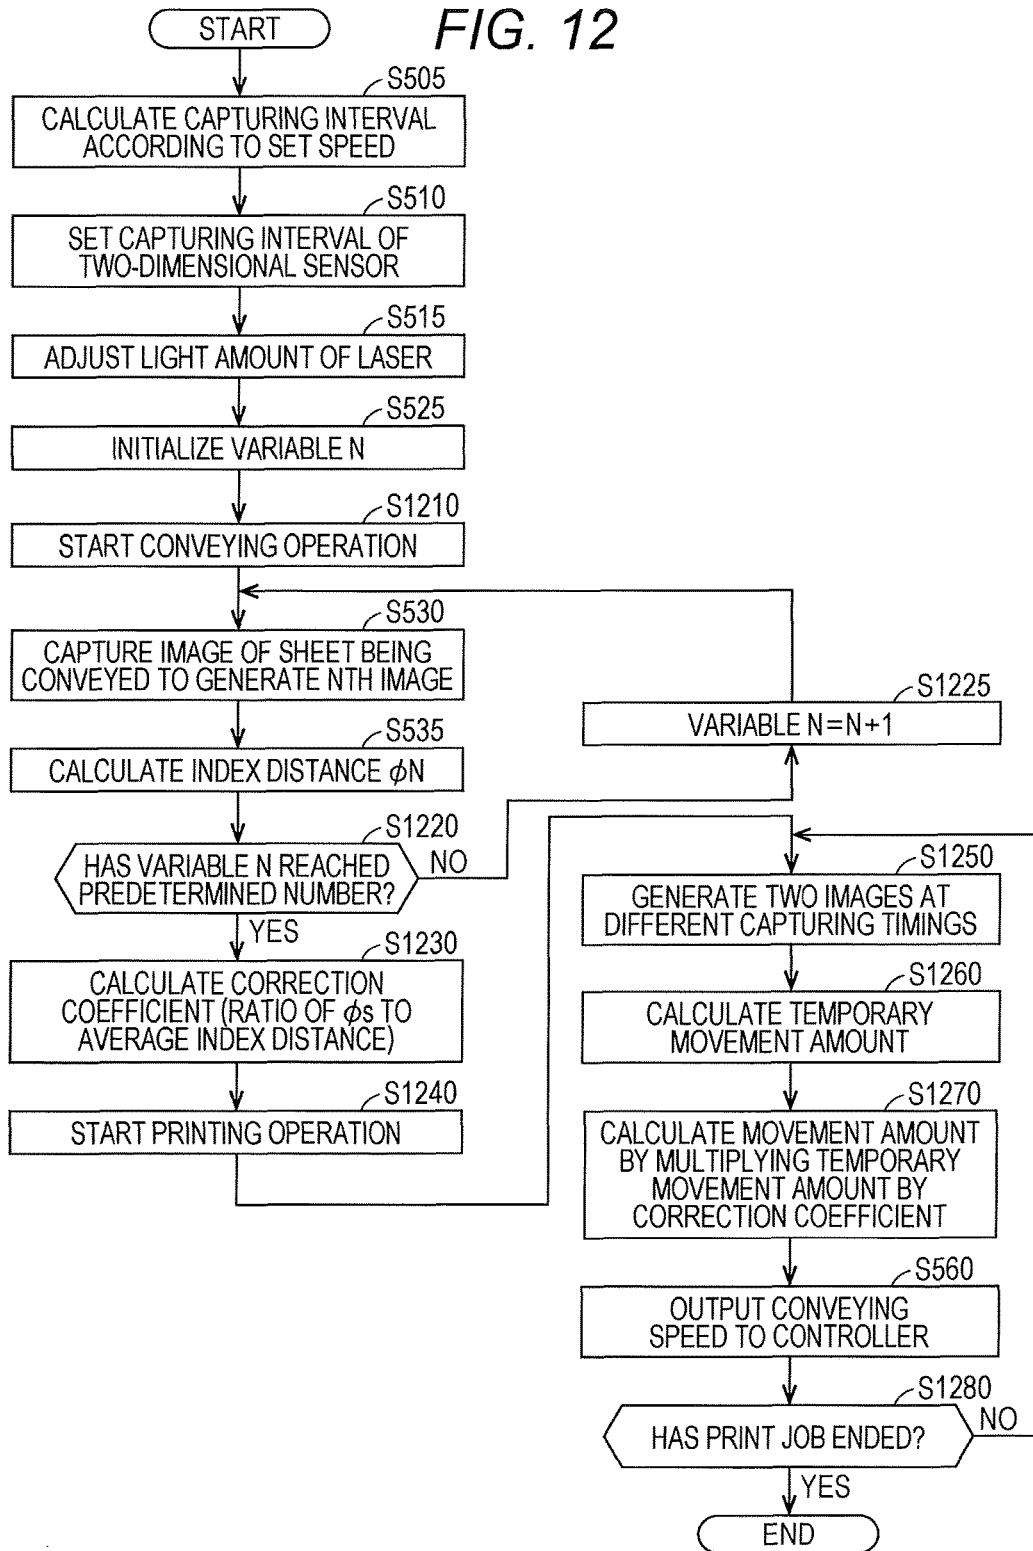 FIG. 12
START
S505
CALCULATE CAPTURING INTERVAL
ACCORDING TO SET SPEED
S510
SET CAPTURING INTERVAL OF
TWO-DIMENSIONAL SENSOR
S515
ADJUST LIGHT AMOUNT OF LASER
S525
INITIALIZE VARIABLE N
S1210
START CONVEYING OPERATION
S530
CAPTURE IMAGE OF SHEET BEING
CONVEYED TO GENERATE NTH IMAGE
S535
CALCULATE INDEX DISTANCE ϕN
S1220
HAS VARIABLE N REACHED
PREDETERMINED NUMBER?
NO
YES
S1225
VARIABLE N=N+1
S1230
CALCULATE CORRECTION
COEFFICIENT (RATIO OF ϕs TO
AVERAGE INDEX DISTANCE)
S1240
START PRINTING OPERATION
S1250
GENERATE TWO IMAGES AT
DIFFERENT CAPTURING TIMINGS
S1260
CALCULATE TEMPORARY
MOVEMENT AMOUNT
S1270
CALCULATE MOVEMENT AMOUNT
BY MULTIPLYING TEMPORARY
MOVEMENT AMOUNT BY
CORRECTION COEFFICIENT
S560
OUTPUT CONVEYING
SPEED TO CONTROLLER
S1280
HAS PRINT JOB ENDED?
NO
YES
END